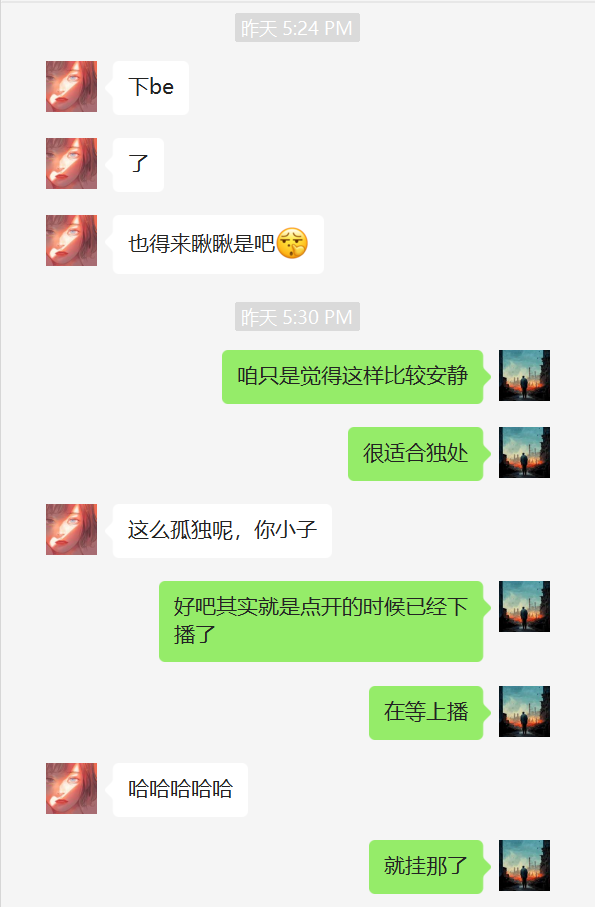 昨天 5:24 PM
下be
了
也得来瞅瞅是吧🤫
昨天 5:30 PM
咱只是觉得这样比较安静
很适合独处
这么孤独呢，你小子
好吧其实就是点开的时候已经下
播了
在等上播
哈哈哈哈哈
就挂那了